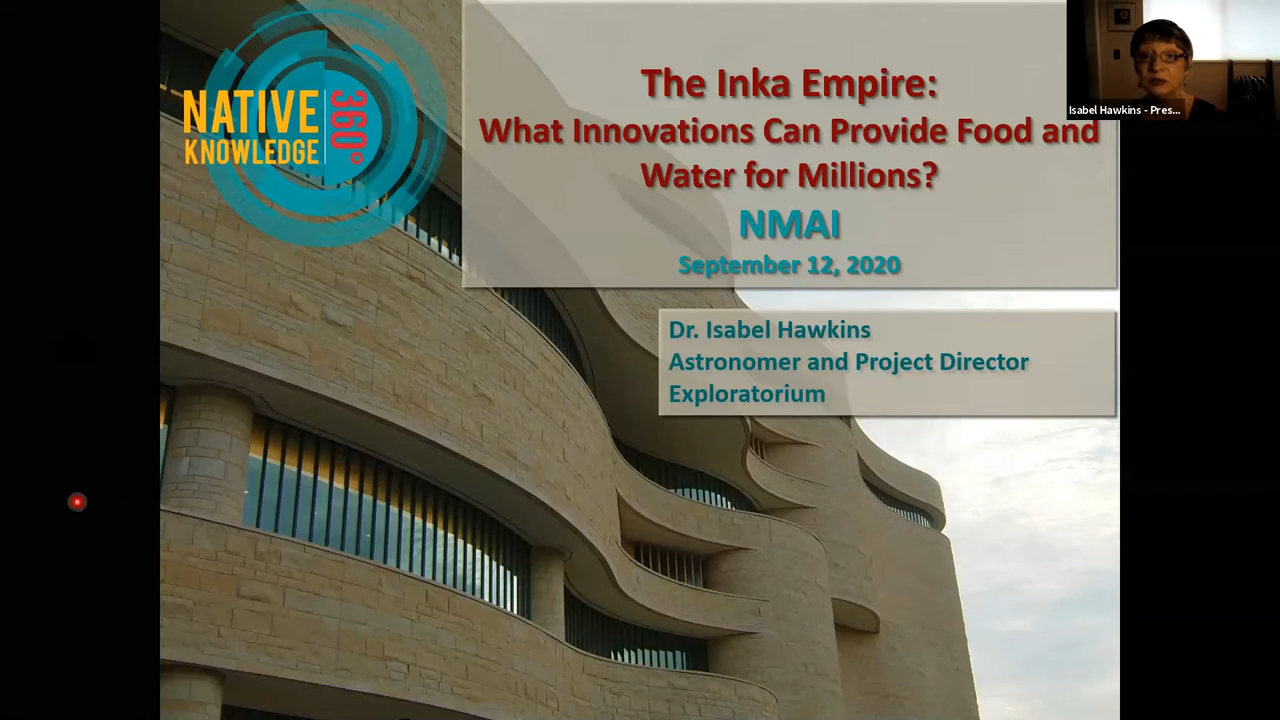 NATIVE
KNOWLEDGE
360°
The Inka Empire:
What Innovations Can Provide Food and
Water for Millions?
NMAI
September 12, 2020
Dr. Isabel Hawkins
Astronomer and Project Director
Exploratorium
Isabel Hawkins - Pres...